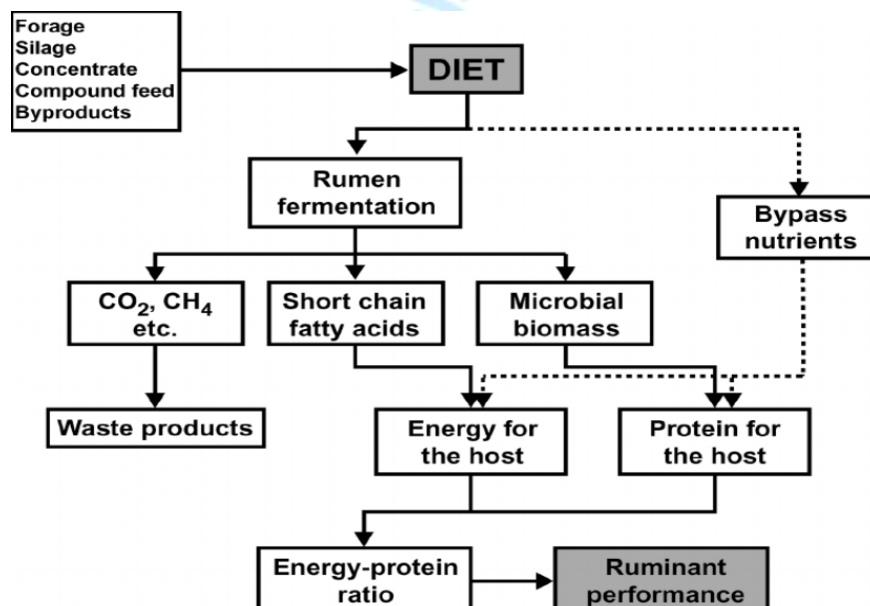 Forage
Silage
Concentrate
Compound feed
Byproducts
DIET
Rumen
fermentation
Bypass
nutrients
CO₂, CH₄
etc.
Short chain
fatty acids
Microbial
biomass
Waste products
Energy for
the host
Protein for
the host
Energy-protein
ratio
Ruminant
performance